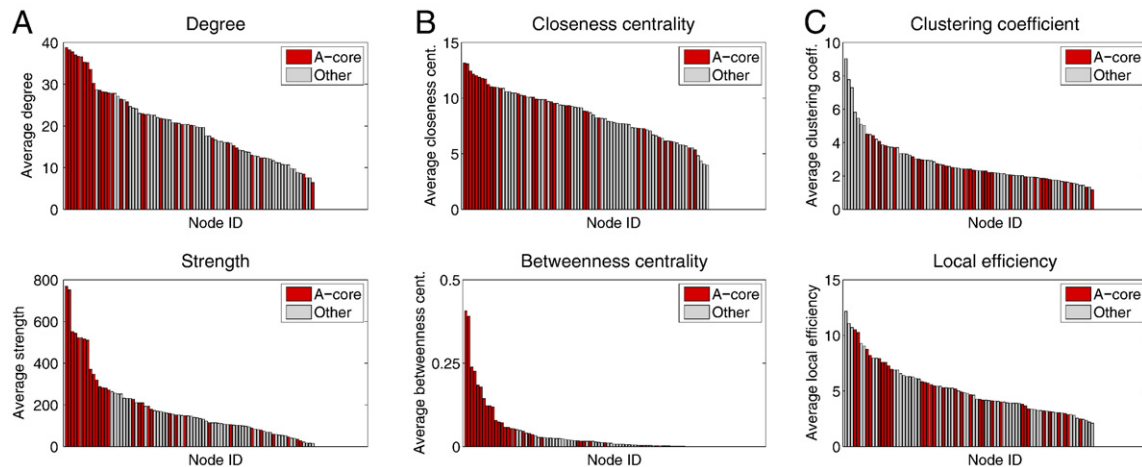 A
Degree
Average degree
40
30
20
10
0
A-core
Other
Node ID
Strength
Average strength
800
600
400
200
0
A-core
Other
Node ID
B
Closeness centrality
Average closeness cent.
15
10
5
0
A-core
Other
Node ID
Betweenness centrality
Average betweenness cent.
0.5
0.25
0
A-core
Other
Node ID
C
Clustering coefficient
Average clustering coeff.
10
8
6
4
2
0
A-core
Other
Node ID
Local efficiency
Average local efficiency
15
10
5
0
A-core
Other
Node ID